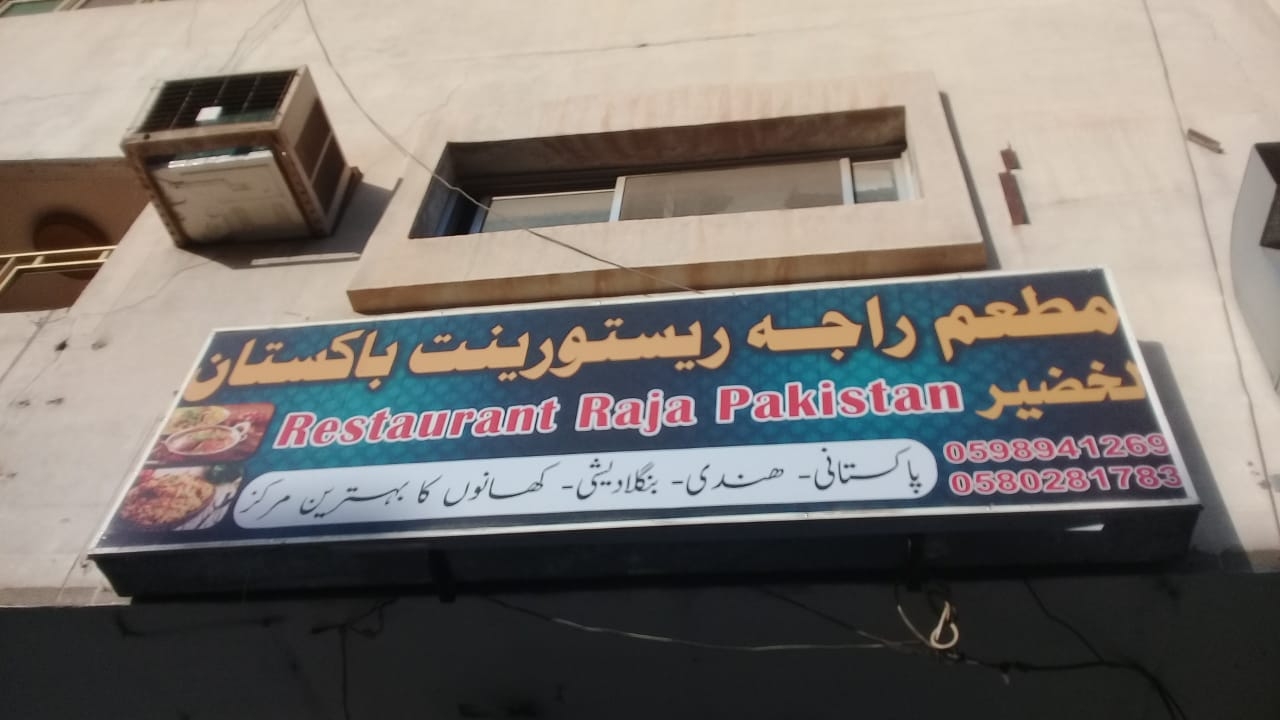 مطعم راجه ريستورينت باكستان
لخضير
Restaurant Raja Pakistan
0598941269
0580281783
پاکستانی- ھندی- بنگلادیشی- کھانوں کا بہترین مرکز